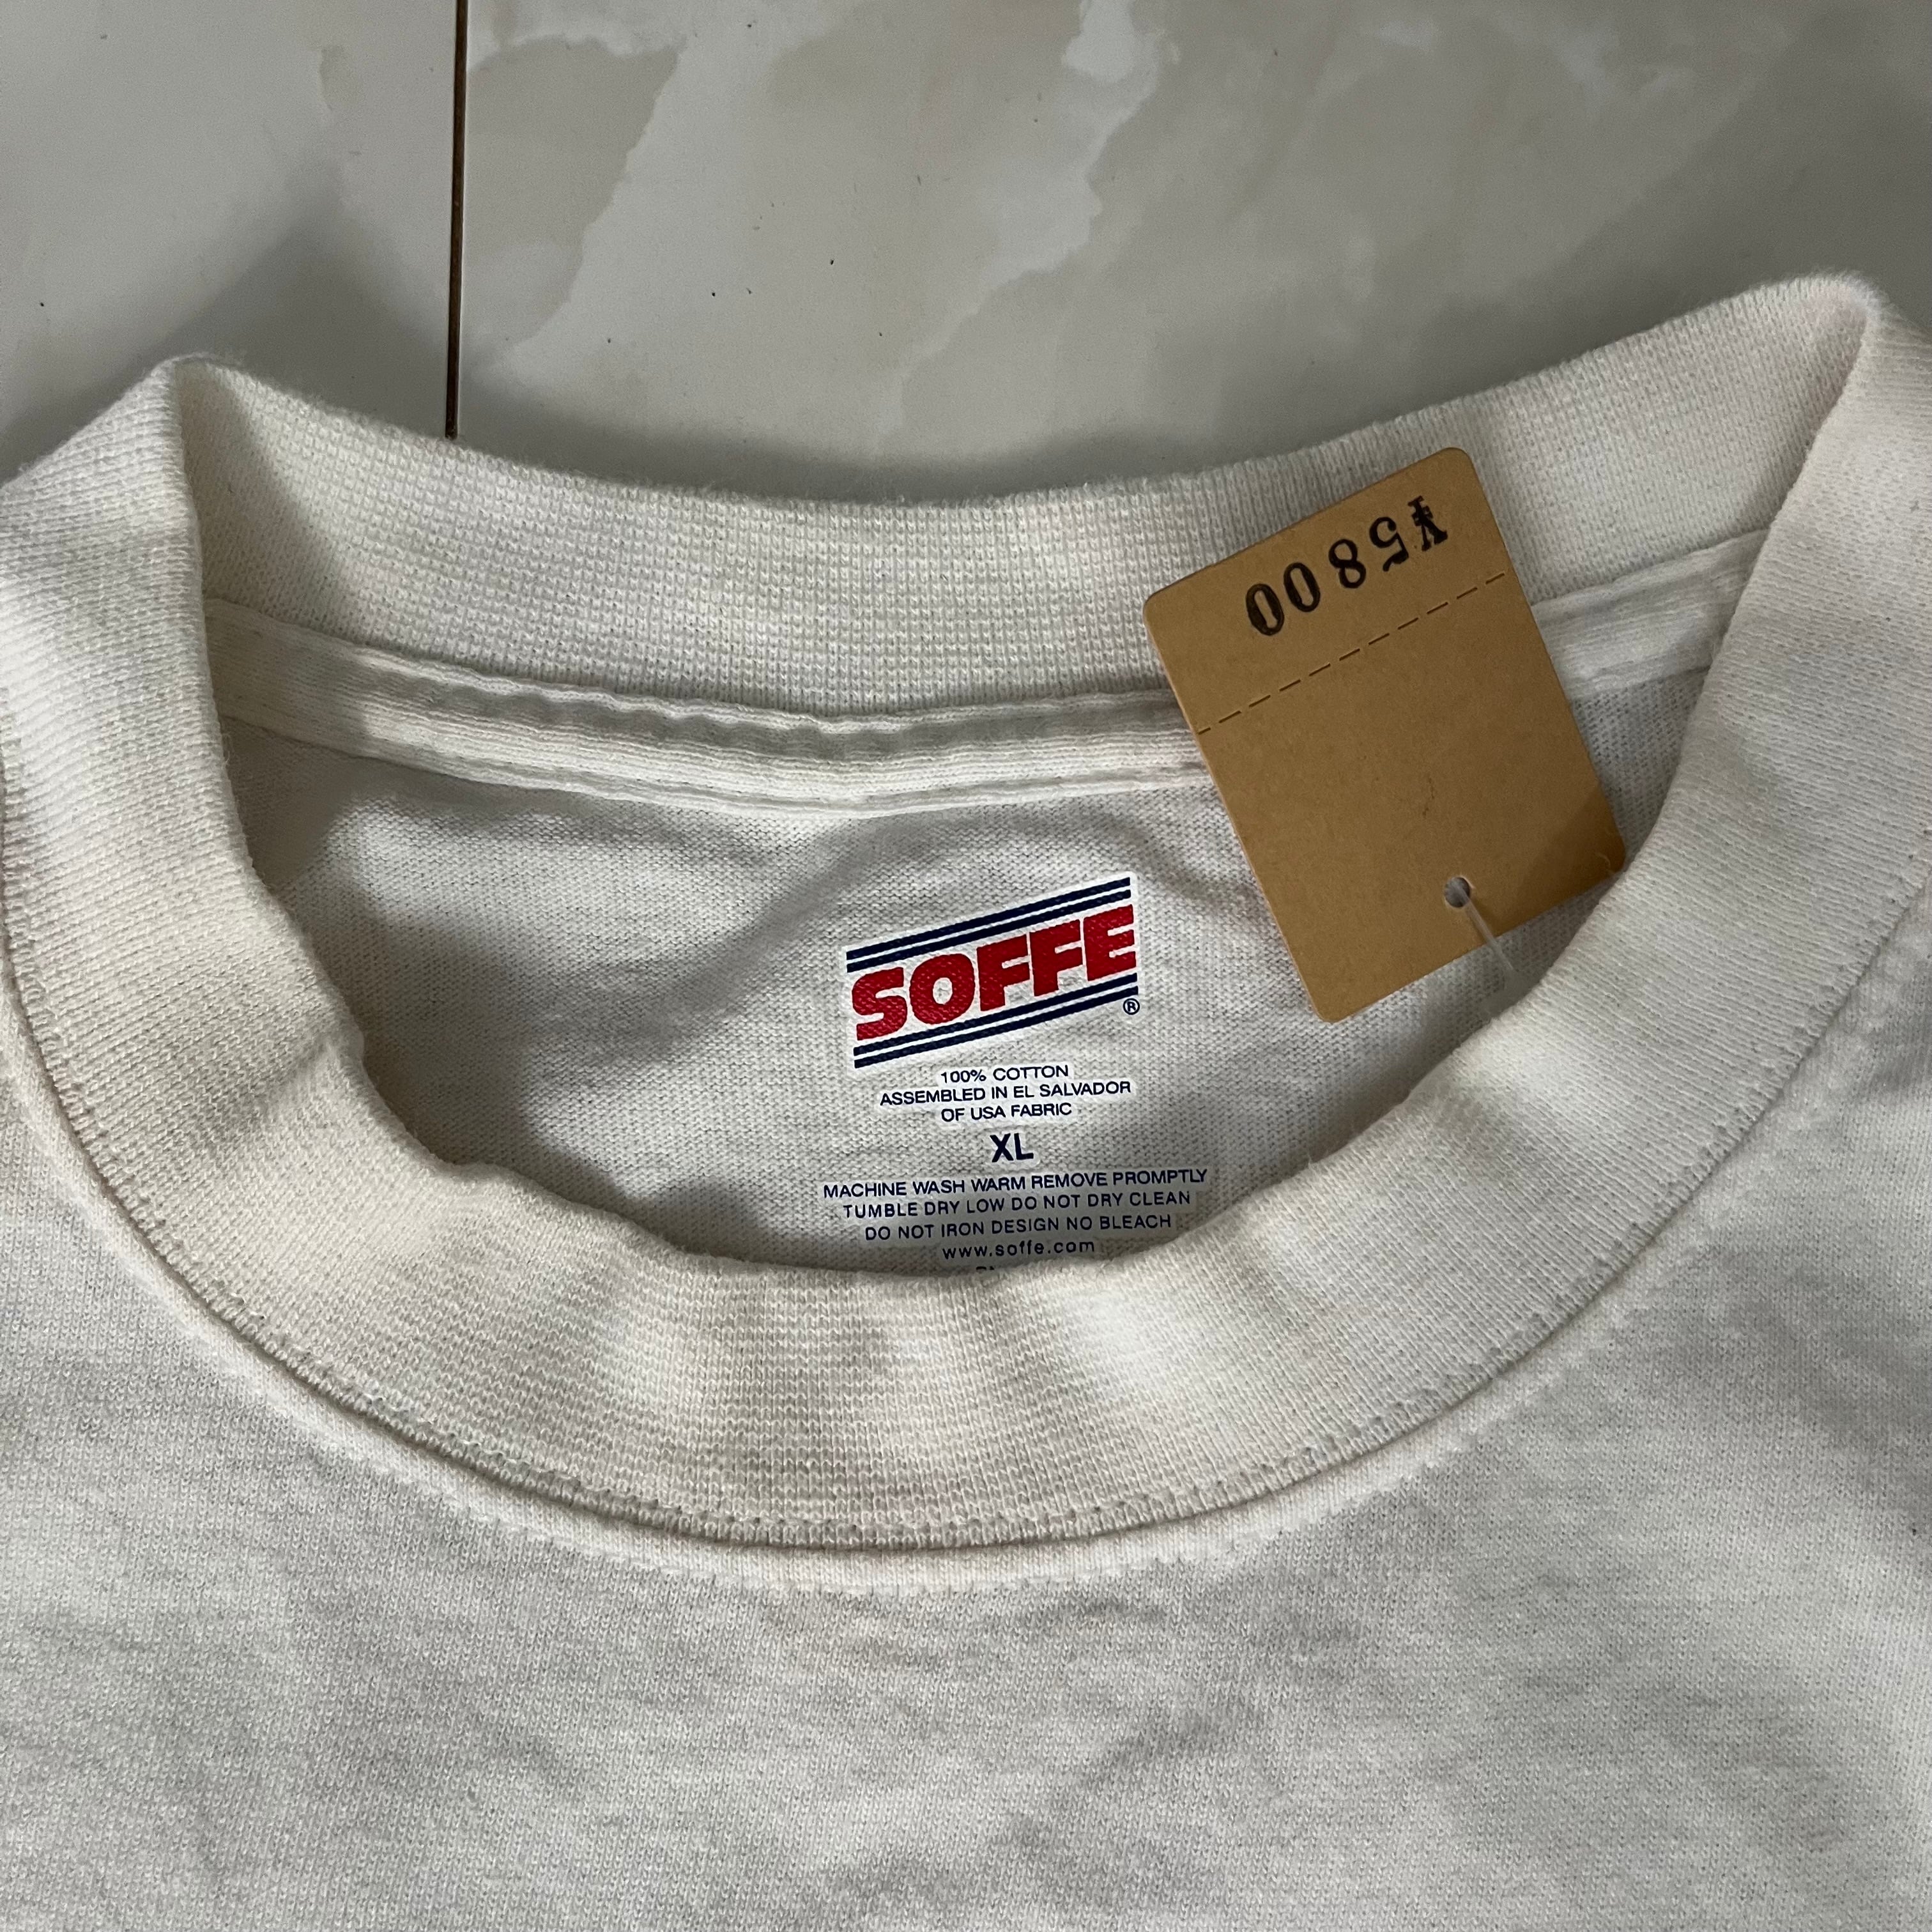 ¥5800
SOFFE
®
100% COTTON
ASSEMBLED IN EL SALVADOR
OF USA FABRIC
XL
MACHINE WASH WARM REMOVE PROMPTLY
TUMBLE DRY LOW DO NOT DRY CLEAN
DO NOT IRON DESIGN NO BLEACH
www.soffe.com